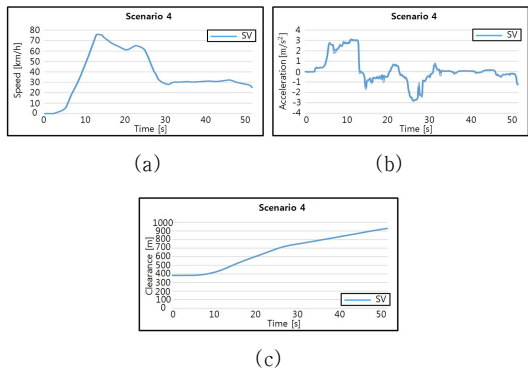 Scenario 4
SV
Speed [km/h]
80
70
60
50
40
30
20
10
0
0 10 20 30 40 50
Time [s]
(a)
Scenario 4
SV
Acceleration [m/s²]
4
3
2
1
0
-1
-2
-3
-4
0 10 20 30 40 50
Time [s]
(b)
Scenario 4
Clearance [m]
1000
900
800
700
600
500
400
300
200
100
0
SV
0 10 20 30 40 50
Time [s]
(c)